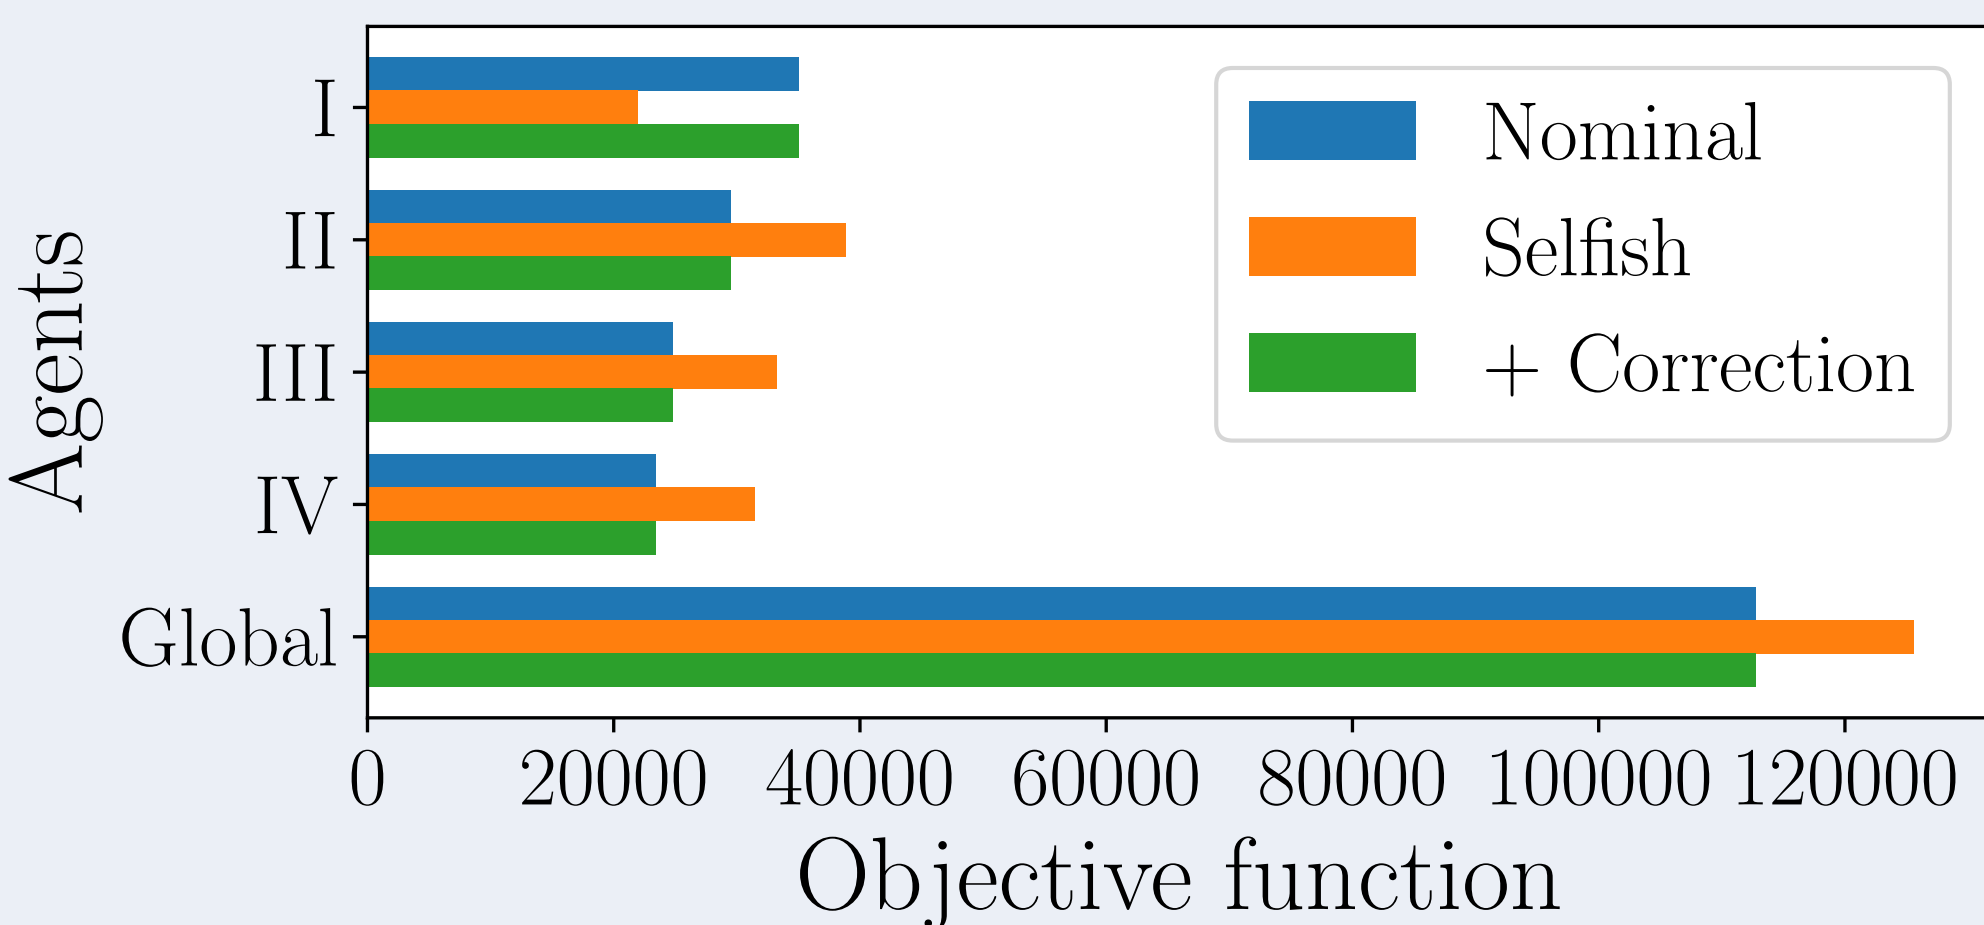 Agents
I
II
III
IV
Global
Nominal
Selfish
+ Correction
0 20000 40000 60000 80000 100000 120000
Objective function